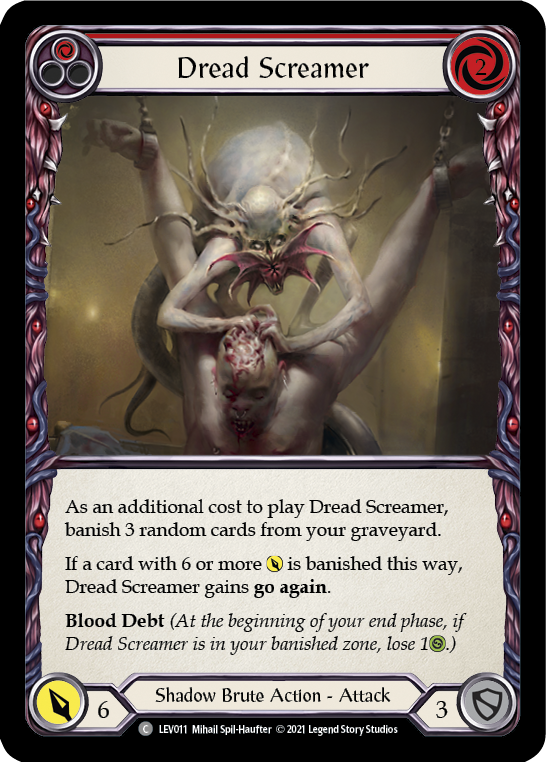 Dread Screamer
2
As an additional cost to play Dread Screamer,
banish 3 random cards from your graveyard.
If a card with 6 or more is banished this way,
Dread Screamer gains go again.
Blood Debt (At the beginning of your end phase, if
Dread Screamer is in your banished zone, lose 1.)
6
Shadow Brute Action - Attack
3
C LEV011 Mihail Spil-Haufter © 2021 Legend Story Studios